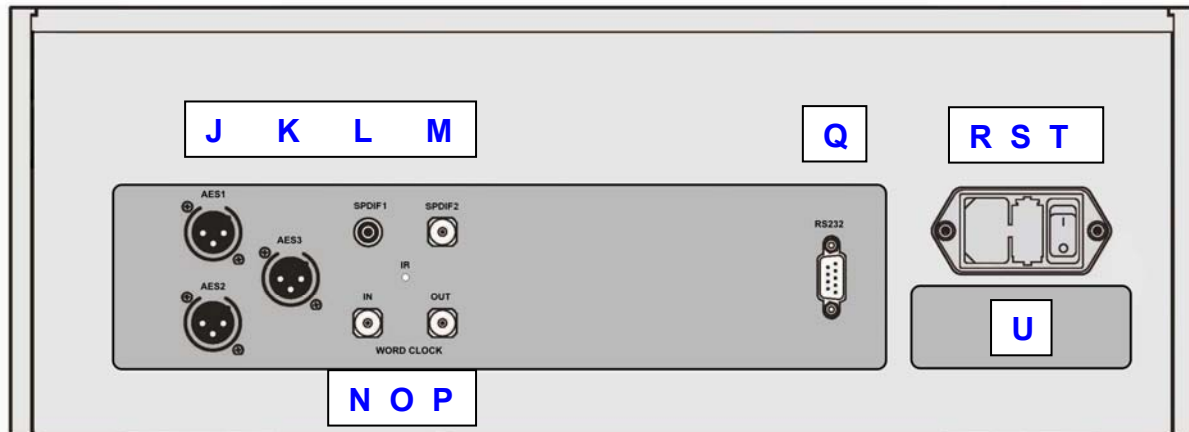 J K L M
Q
R S T
AES1
SPDIF1 SPDIF2
AES3
RS232
IR
AES2
IN OUT
WORD CLOCK
U
N O P